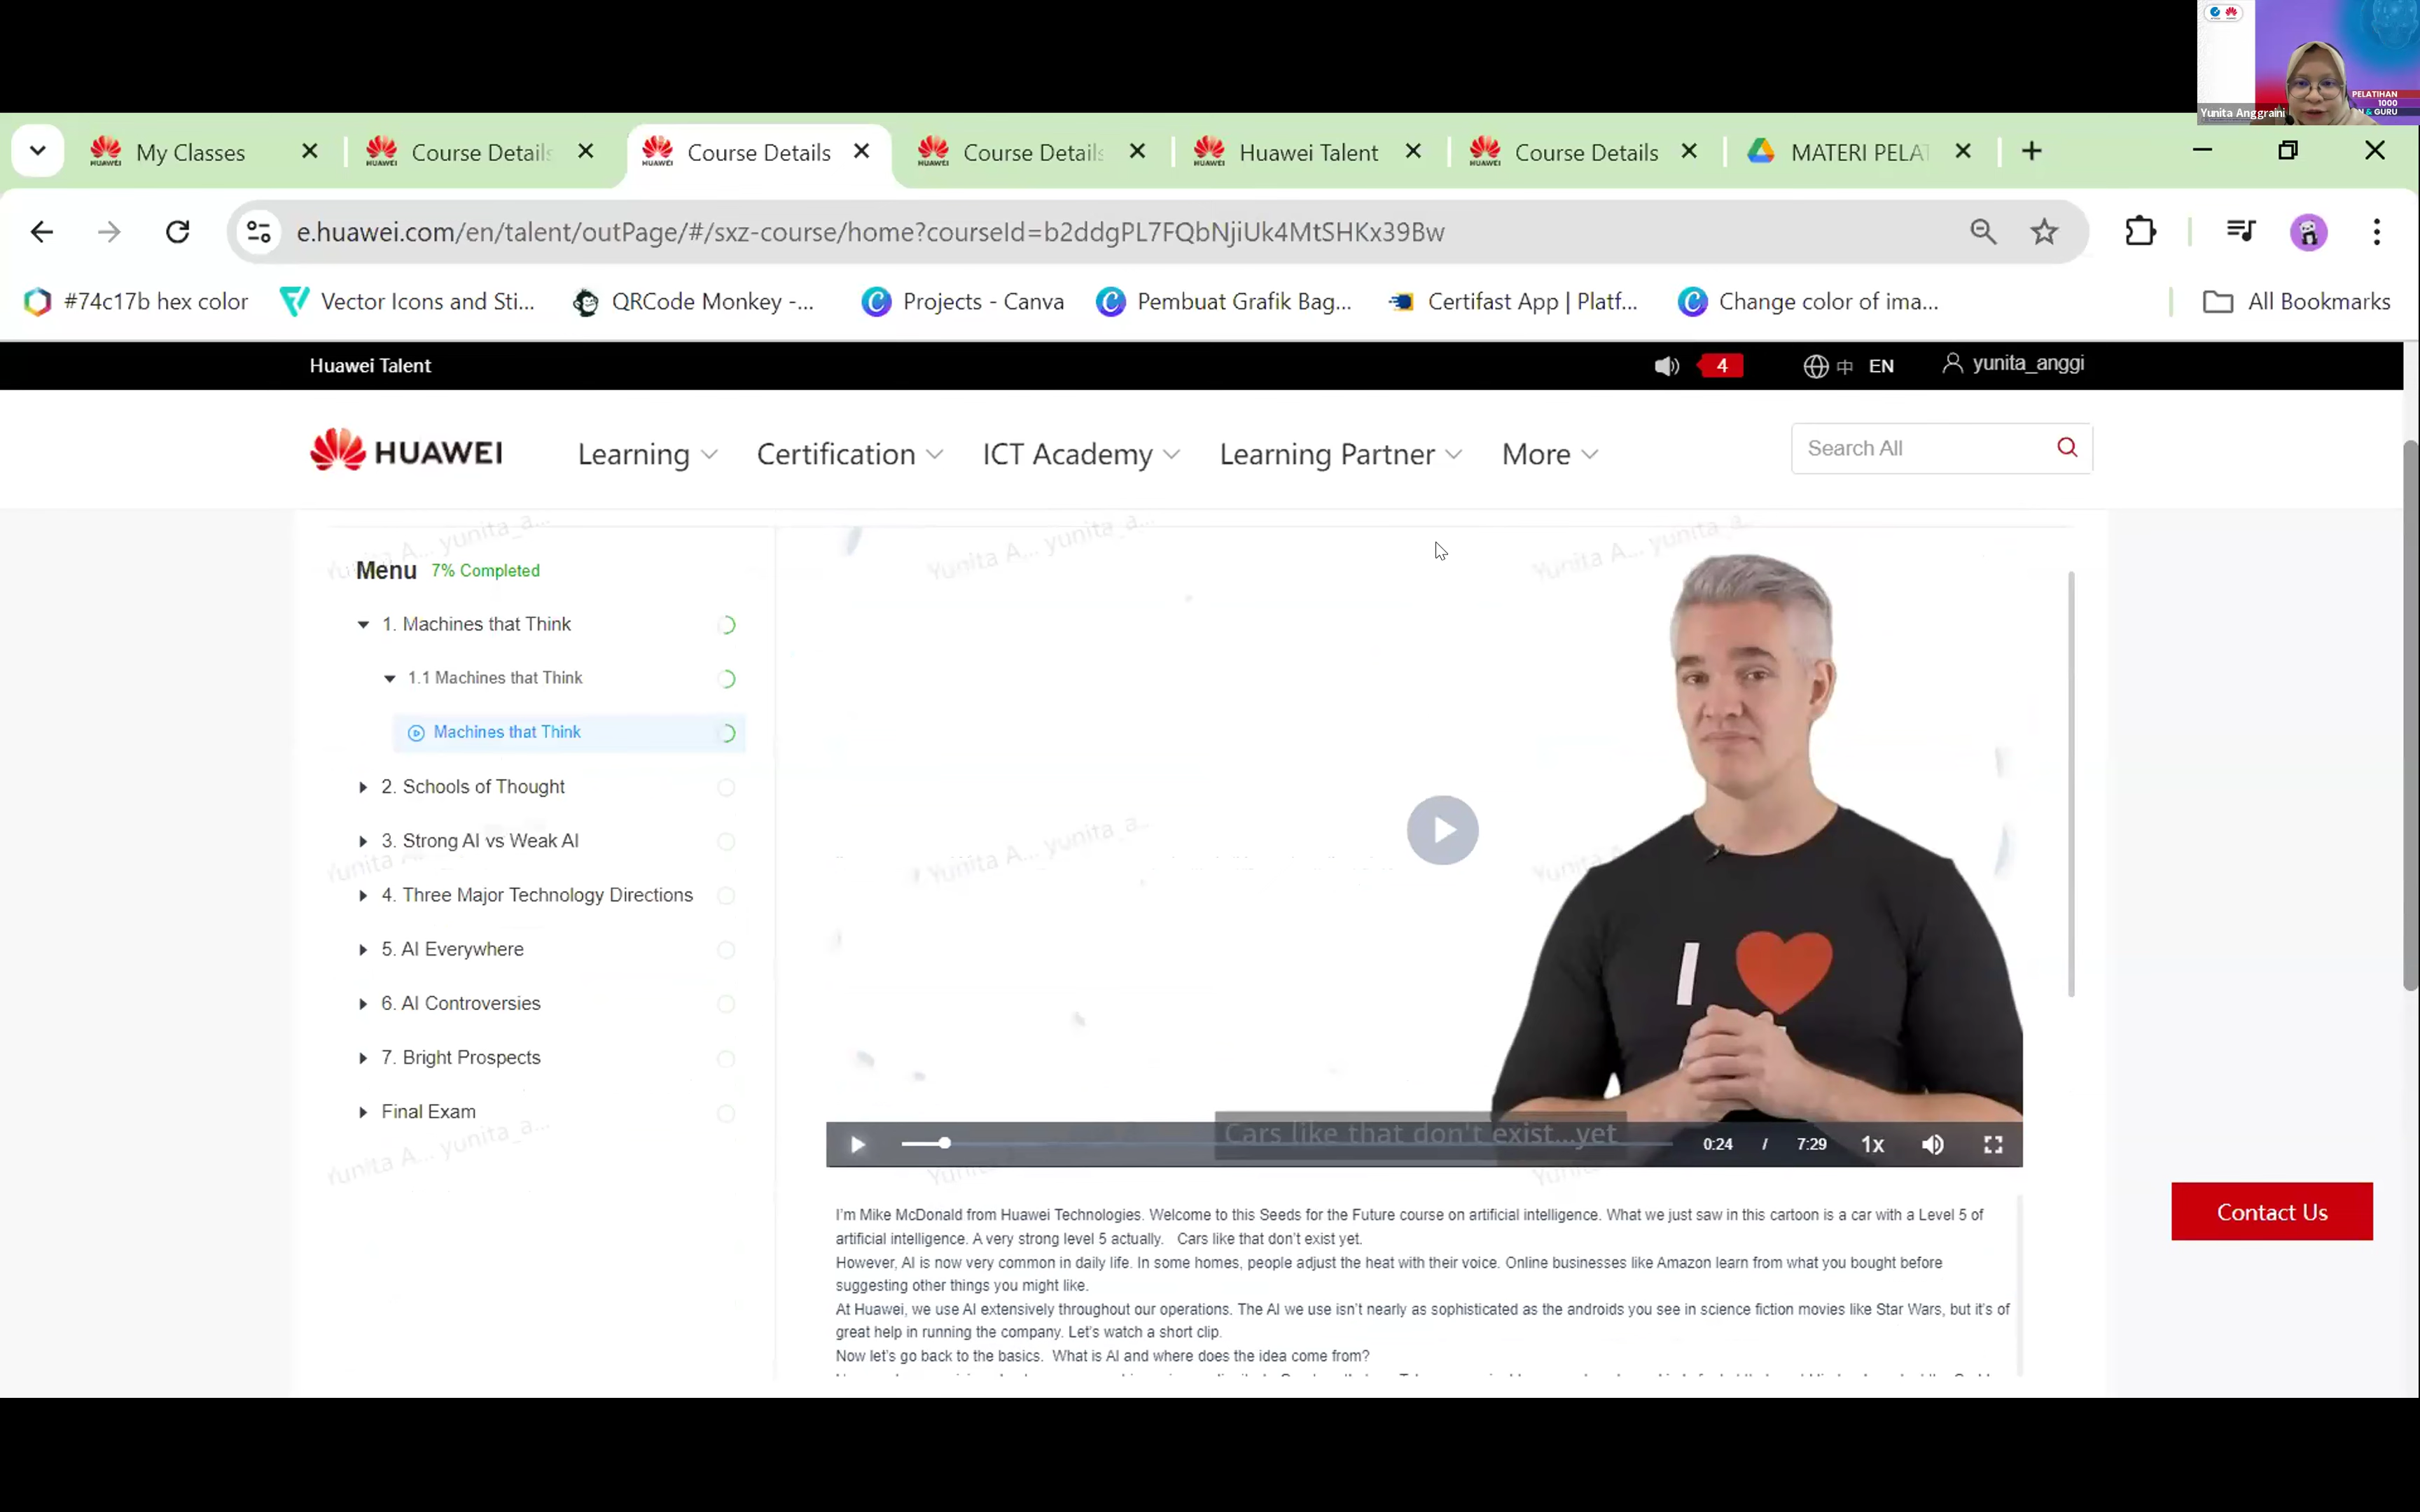 PELATIHAN
1000
N & GURU
Yunita Anggraini
My Classes
Course Details
Course Details
Course Details
Huawei Talent
Course Details
MATERI PELA
e.huawei.com/en/talent/outPage/#/sxz-course/home?courseId=b2ddgPL7FQbNjiUk4MtSHKx39Bw
#74c17b hex color
Vector Icons and Sti...
QRCode Monkey -...
Projects - Canva
Pembuat Grafik Bag...
Certifast App | Platf...
Change color of ima...
All Bookmarks
Huawei Talent
4
中 EN
yunita_anggi
HUAWEI
Learning
Certification
ICT Academy
Learning Partner
More
Search All
Yunita A... yunita_a...
Menu 7% Completed
1. Machines that Think
1.1 Machines that Think
Machines that Think
2. Schools of Thought
3. Strong AI vs Weak AI
4. Three Major Technology Directions
5. AI Everywhere
6. AI Controversies
7. Bright Prospects
Final Exam
Yunita A... yunita_a...
I
Cars like that don't exist...yet
0:24 / 7:29 1x
I'm Mike McDonald from Huawei Technologies. Welcome to this Seeds for the Future course on artificial intelligence. What we just saw in this cartoon is a car with a Level 5 of
artificial intelligence. A very strong level 5 actually. Cars like that don't exist yet.
However, AI is now very common in daily life. In some homes, people adjust the heat with their voice. Online businesses like Amazon learn from what you bought before
suggesting other things you might like.
At Huawei, we use AI extensively throughout our operations. The AI we use isn't nearly as sophisticated as the androids you see in science fiction movies like Star Wars, but it's of
great help in running the company. Let's watch a short clip.
Now let's go back to the basics. What is AI and where does the idea come from?
Contact Us